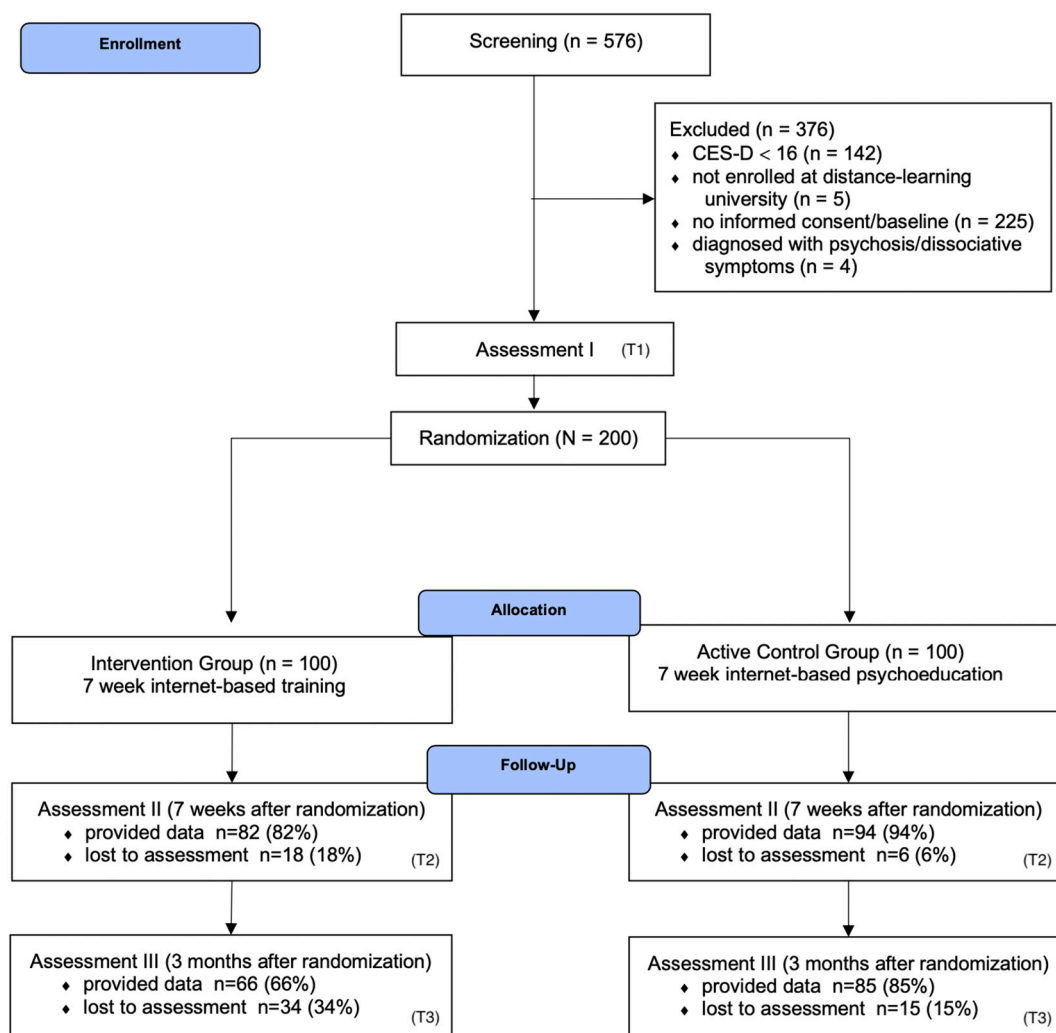 Enrollment
Screening (n = 576)
Excluded (n = 376)
♦ CES-D < 16 (n = 142)
♦ not enrolled at distance-learning
university (n = 5)
♦ no informed consent/baseline (n = 225)
♦ diagnosed with psychosis/dissociative
symptoms (n = 4)
Assessment I (T1)
Randomization (N = 200)
Allocation
Intervention Group (n = 100)
7 week internet-based training
Active Control Group (n = 100)
7 week internet-based psychoeducation
Follow-Up
Assessment II (7 weeks after randomization)
♦ provided data n=82 (82%)
♦ lost to assessment n=18 (18%)
(T2)
Assessment II (7 weeks after randomization)
♦ provided data n=94 (94%)
♦ lost to assessment n=6 (6%)
(T2)
Assessment III (3 months after randomization)
♦ provided data n=66 (66%)
♦ lost to assessment n=34 (34%)
(T3)
Assessment III (3 months after randomization)
♦ provided data n=85 (85%)
♦ lost to assessment n=15 (15%)
(T3)